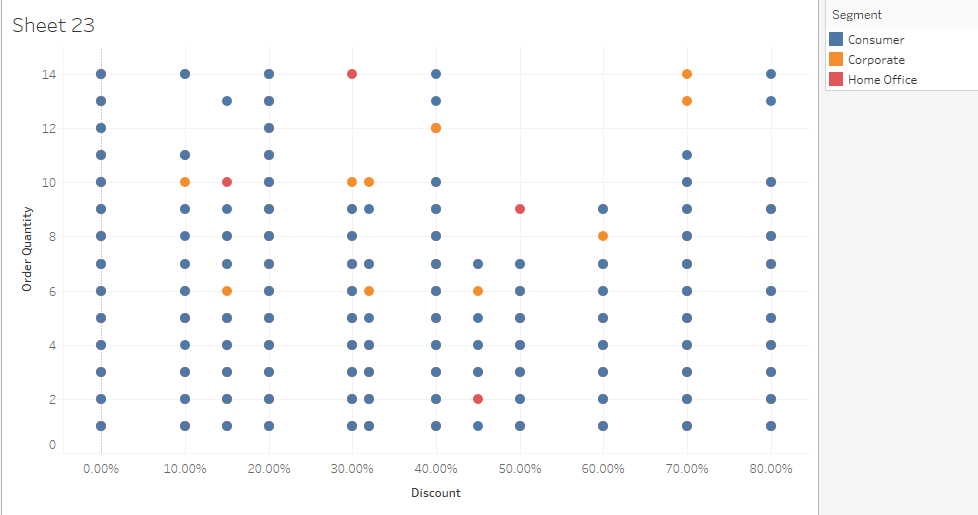 Sheet 23
Segment
Consumer
Corporate
Home Office
Order Quantity
14
12
10
8
6
4
2
0
0.00% 10.00% 20.00% 30.00% 40.00% 50.00% 60.00% 70.00% 80.00%
Discount